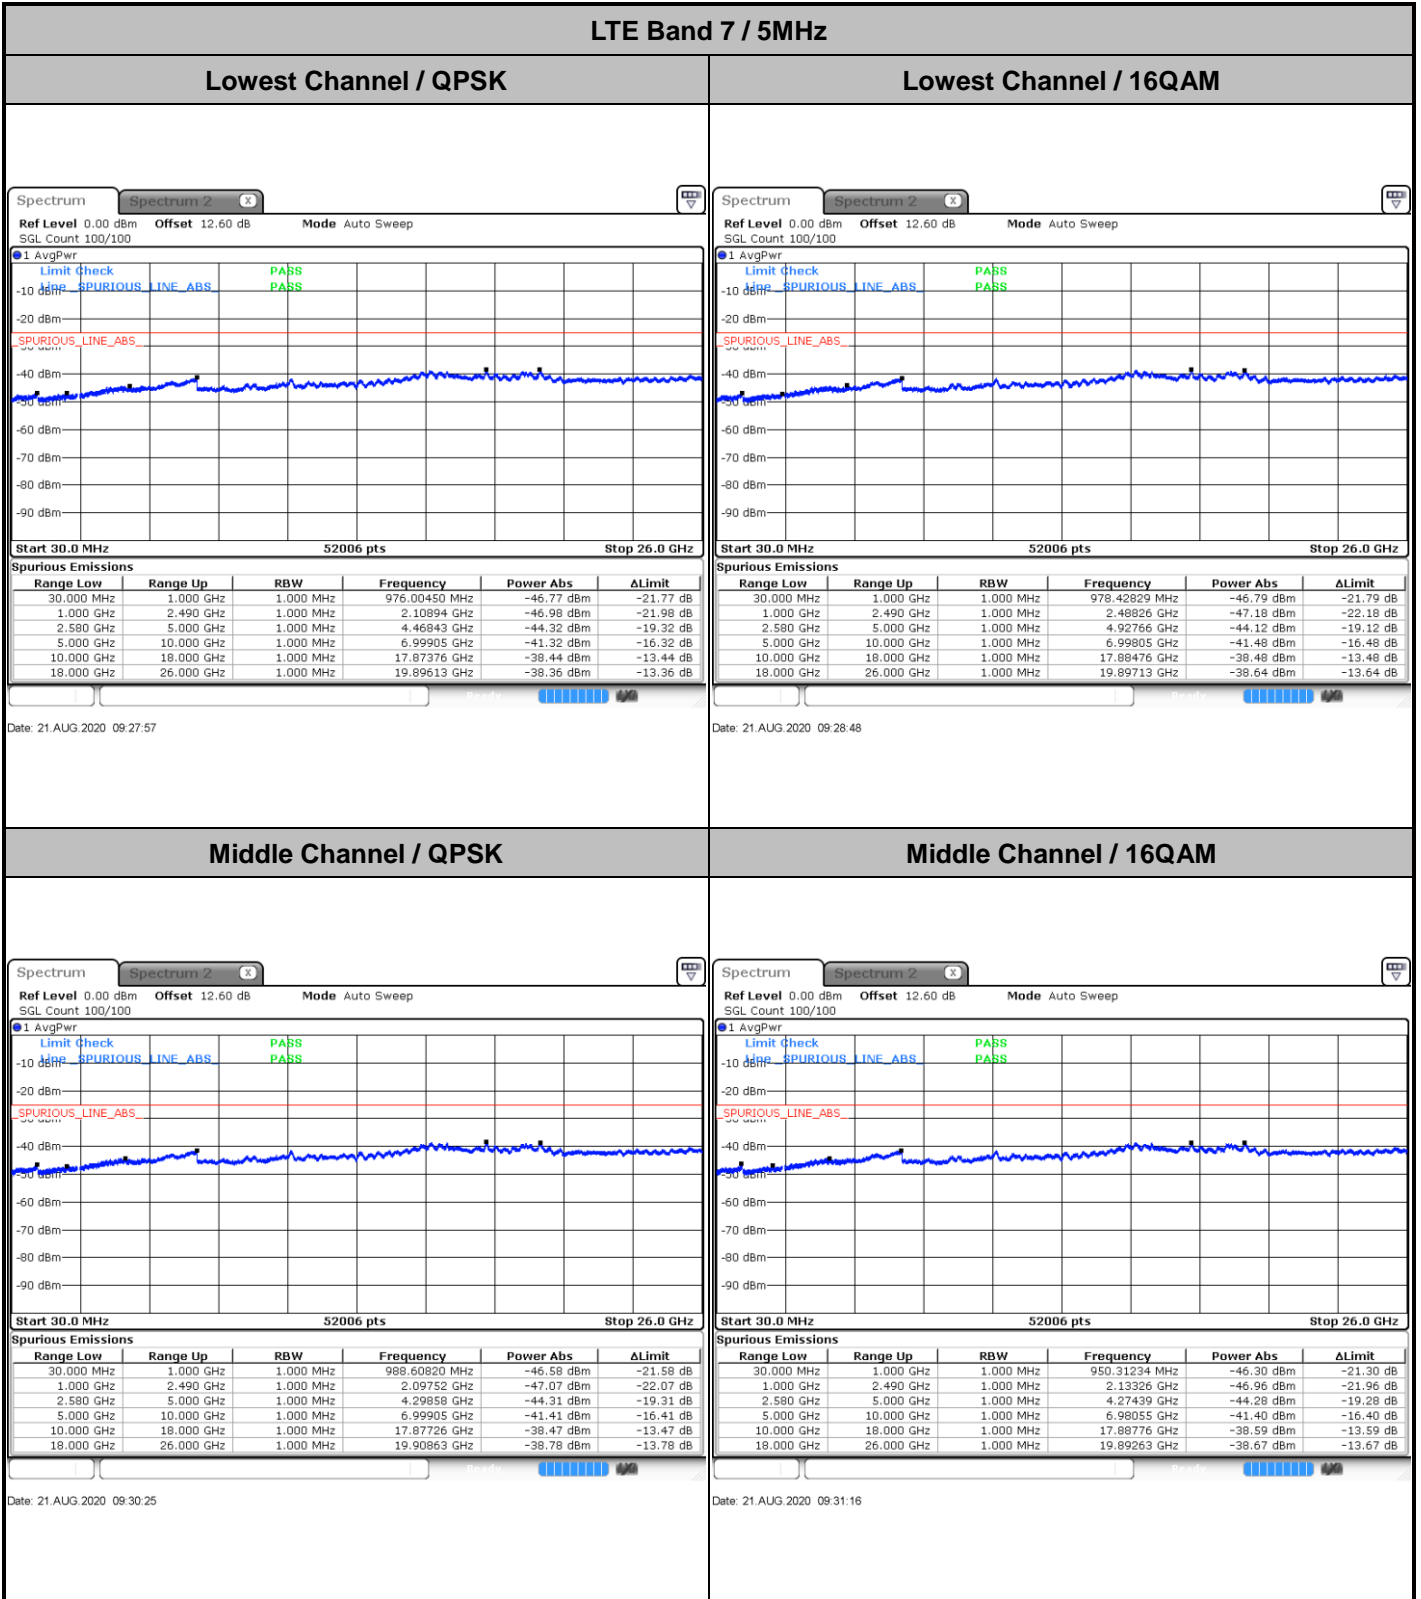 LTE Band 7 / 5MHz
Lowest Channel / QPSK
Lowest Channel / 16QAM
Spectrum
Spectrum 2
X
Ref Level 0.00 dBm Offset 12.60 dB Mode Auto Sweep
SGL Count 100/100
1 AvgPwr
Limit Check PASS
-10 dBm Line _SPURIOUS_LINE_ABS_ PASS
-20 dBm
_SPURIOUS_LINE_ABS_
-30 dBm
-40 dBm
-50 dBm
-60 dBm
-70 dBm
-80 dBm
-90 dBm
Start 30.0 MHz 52006 pts Stop 26.0 GHz
Spurious Emissions
Range Low Range Up RBW Frequency Power Abs ΔLimit
30.000 MHz 1.000 GHz 1.000 MHz 976.00450 MHz -46.77 dBm -21.77 dB
1.000 GHz 2.490 GHz 1.000 MHz 2.10894 GHz -46.98 dBm -21.98 dB
2.580 GHz 5.000 GHz 1.000 MHz 4.46843 GHz -44.32 dBm -19.32 dB
5.000 GHz 10.000 GHz 1.000 MHz 6.99905 GHz -41.32 dBm -16.32 dB
10.000 GHz 18.000 GHz 1.000 MHz 17.87376 GHz -38.44 dBm -13.44 dB
18.000 GHz 26.000 GHz 1.000 MHz 19.89613 GHz -38.36 dBm -13.36 dB
Ready
Date: 21.AUG.2020 09:27:57
Spectrum
Spectrum 2
X
Ref Level 0.00 dBm Offset 12.60 dB Mode Auto Sweep
SGL Count 100/100
1 AvgPwr
Limit Check PASS
-10 dBm Line _SPURIOUS_LINE_ABS_ PASS
-20 dBm
_SPURIOUS_LINE_ABS_
-30 dBm
-40 dBm
-50 dBm
-60 dBm
-70 dBm
-80 dBm
-90 dBm
Start 30.0 MHz 52006 pts Stop 26.0 GHz
Spurious Emissions
Range Low Range Up RBW Frequency Power Abs ΔLimit
30.000 MHz 1.000 GHz 1.000 MHz 978.42829 MHz -46.79 dBm -21.79 dB
1.000 GHz 2.490 GHz 1.000 MHz 2.48826 GHz -47.18 dBm -22.18 dB
2.580 GHz 5.000 GHz 1.000 MHz 4.92766 GHz -44.12 dBm -19.12 dB
5.000 GHz 10.000 GHz 1.000 MHz 6.99805 GHz -41.48 dBm -16.48 dB
10.000 GHz 18.000 GHz 1.000 MHz 17.88476 GHz -38.48 dBm -13.48 dB
18.000 GHz 26.000 GHz 1.000 MHz 19.89713 GHz -38.64 dBm -13.64 dB
Ready
Date: 21.AUG.2020 09:28:48
Middle Channel / QPSK
Middle Channel / 16QAM
Spectrum
Spectrum 2
X
Ref Level 0.00 dBm Offset 12.60 dB Mode Auto Sweep
SGL Count 100/100
1 AvgPwr
Limit Check PASS
-10 dBm Line _SPURIOUS_LINE_ABS_ PASS
-20 dBm
_SPURIOUS_LINE_ABS_
-30 dBm
-40 dBm
-50 dBm
-60 dBm
-70 dBm
-80 dBm
-90 dBm
Start 30.0 MHz 52006 pts Stop 26.0 GHz
Spurious Emissions
Range Low Range Up RBW Frequency Power Abs ΔLimit
30.000 MHz 1.000 GHz 1.000 MHz 988.60820 MHz -46.58 dBm -21.58 dB
1.000 GHz 2.490 GHz 1.000 MHz 2.09752 GHz -47.07 dBm -22.07 dB
2.580 GHz 5.000 GHz 1.000 MHz 4.29858 GHz -44.31 dBm -19.31 dB
5.000 GHz 10.000 GHz 1.000 MHz 6.99905 GHz -41.41 dBm -16.41 dB
10.000 GHz 18.000 GHz 1.000 MHz 17.87726 GHz -38.47 dBm -13.47 dB
18.000 GHz 26.000 GHz 1.000 MHz 19.90863 GHz -38.78 dBm -13.78 dB
Ready
Date: 21.AUG.2020 09:30:25
Spectrum
Spectrum 2
X
Ref Level 0.00 dBm Offset 12.60 dB Mode Auto Sweep
SGL Count 100/100
1 AvgPwr
Limit Check PASS
-10 dBm Line _SPURIOUS_LINE_ABS_ PASS
-20 dBm
_SPURIOUS_LINE_ABS_
-30 dBm
-40 dBm
-50 dBm
-60 dBm
-70 dBm
-80 dBm
-90 dBm
Start 30.0 MHz 52006 pts Stop 26.0 GHz
Spurious Emissions
Range Low Range Up RBW Frequency Power Abs ΔLimit
30.000 MHz 1.000 GHz 1.000 MHz 950.31234 MHz -46.30 dBm -21.30 dB
1.000 GHz 2.490 GHz 1.000 MHz 2.13326 GHz -46.96 dBm -21.96 dB
2.580 GHz 5.000 GHz 1.000 MHz 4.27439 GHz -44.28 dBm -19.28 dB
5.000 GHz 10.000 GHz 1.000 MHz 6.98055 GHz -41.40 dBm -16.40 dB
10.000 GHz 18.000 GHz 1.000 MHz 17.88776 GHz -38.59 dBm -13.59 dB
18.000 GHz 26.000 GHz 1.000 MHz 19.89263 GHz -38.67 dBm -13.67 dB
Ready
Date: 21.AUG.2020 09:31:16